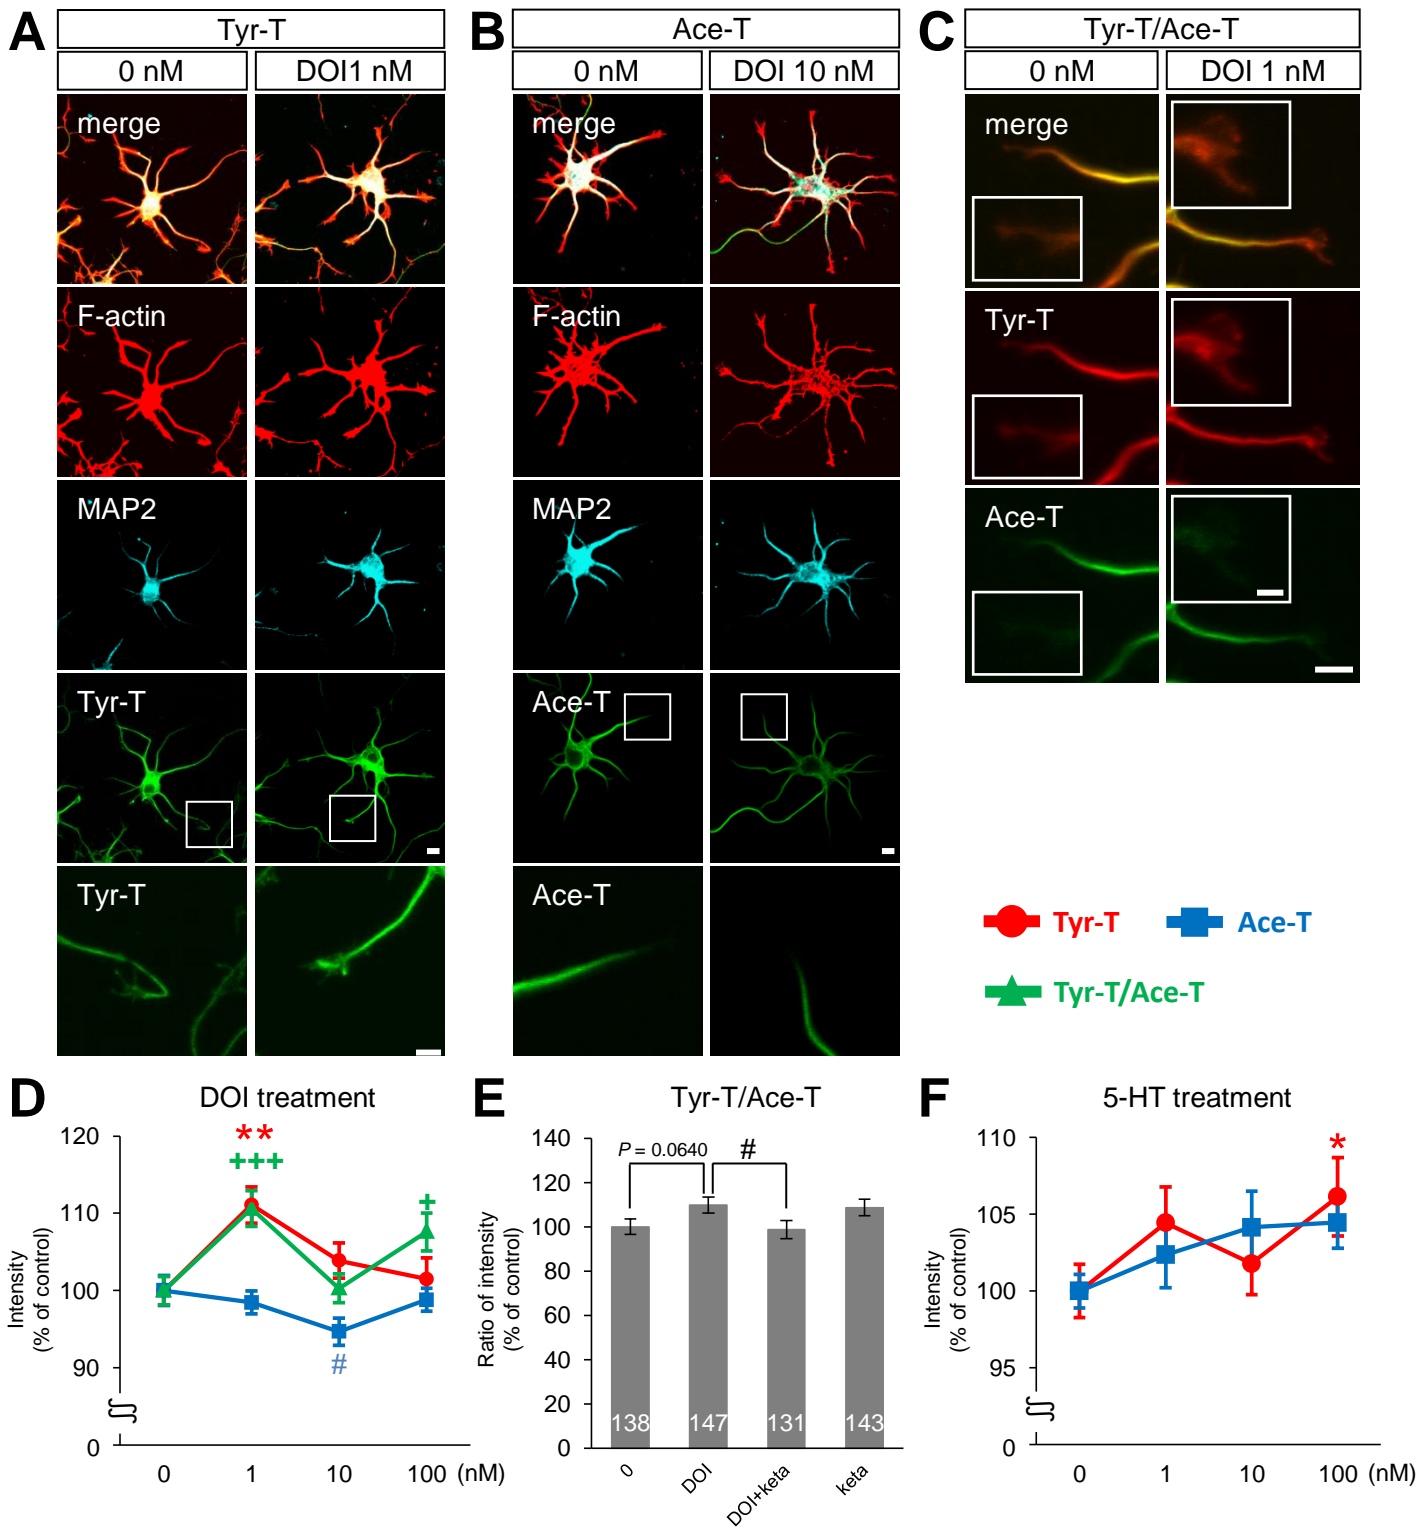 A
Tyr-T
0 nM
DOI1 nM
merge
F-actin
MAP2
Tyr-T
Tyr-T
B
Ace-T
0 nM
DOI 10 nM
merge
F-actin
MAP2
Ace-T
Ace-T
C
Tyr-T/Ace-T
0 nM
DOI 1 nM
merge
Tyr-T
Ace-T
Tyr-T
Ace-T
Tyr-T/Ace-T
D
DOI treatment
**
+++
+
#
120
110
100
90
0
Intensity
(% of control)
0 1 10 100 (nM)
E
Tyr-T/Ace-T
P = 0.0640
#
140
120
100
80
60
40
20
0
Ratio of intensity
(% of control)
138 147 131 143
0 DOI DOI+keta keta
F
5-HT treatment
*
110
105
100
95
0
Intensity
(% of control)
0 1 10 100 (nM)